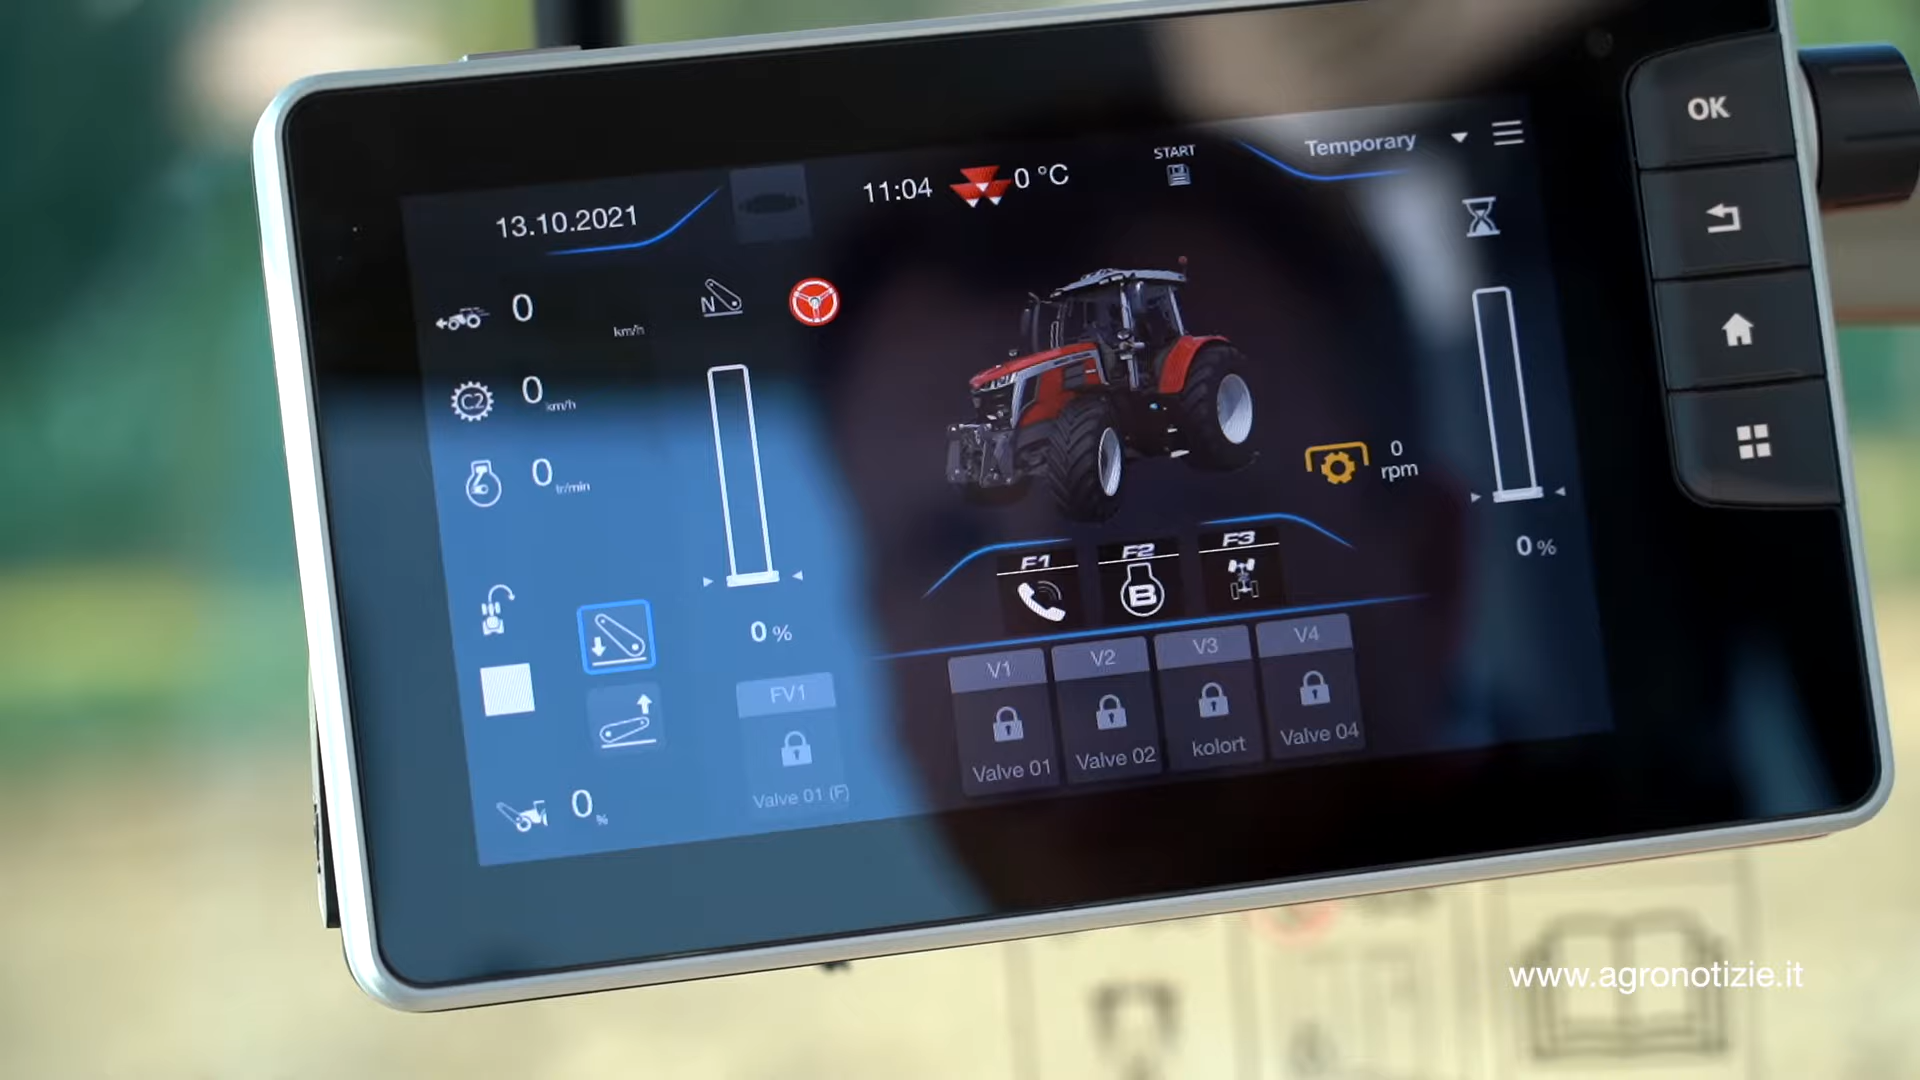 OK
Temporary
START
11:04 0 °C
13.10.2021
0 km/h
N
C2 0 km/h
0 tr/min
0 rpm
0 %
F1 F2 F3
B
0 %
V1 V2 V3 V4
FV1
Valve 01 Valve 02 kolort Valve 04
Valve 01 (F)
0 %
www.agronotizie.it